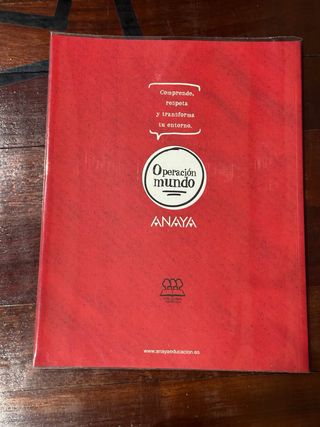 Comprende,
respeta
y transforma
tu entorno.
Operación
mundo
ANAYA
www.anayaeducacion.es